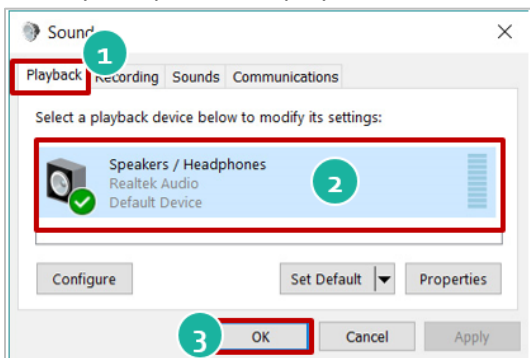 Sound
1
Playback Recording Sounds Communications
Select a playback device below to modify its settings:
Speakers / Headphones
Realtek Audio
Default Device
2
Configure Set Default Properties
3
OK Cancel Apply